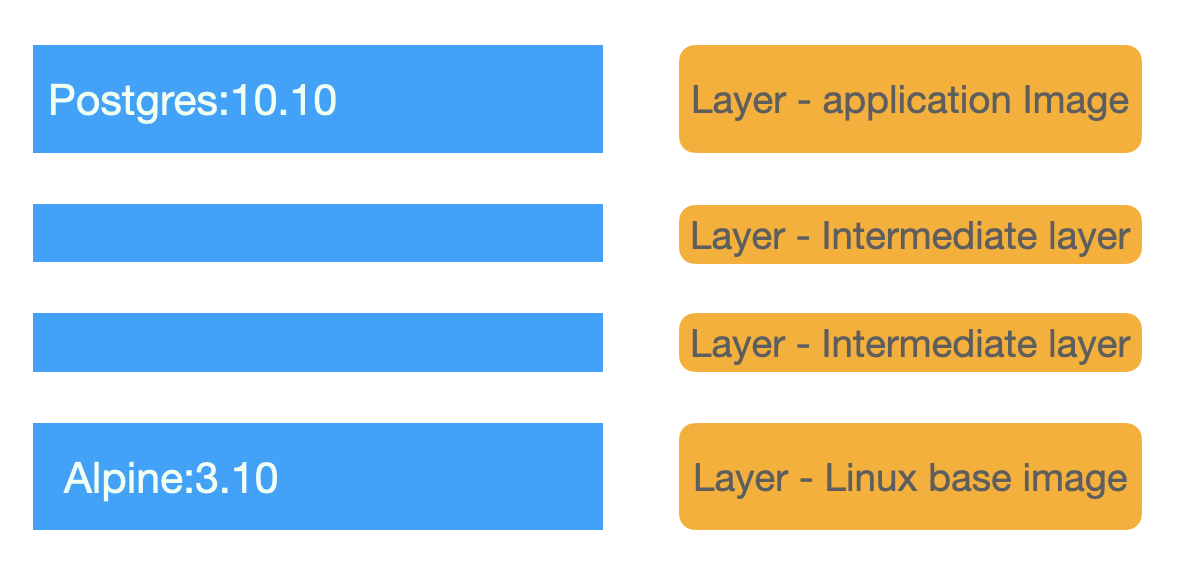 Postgres:10.10
Layer - application Image
Layer - Intermediate layer
Layer - Intermediate layer
Alpine:3.10
Layer - Linux base image